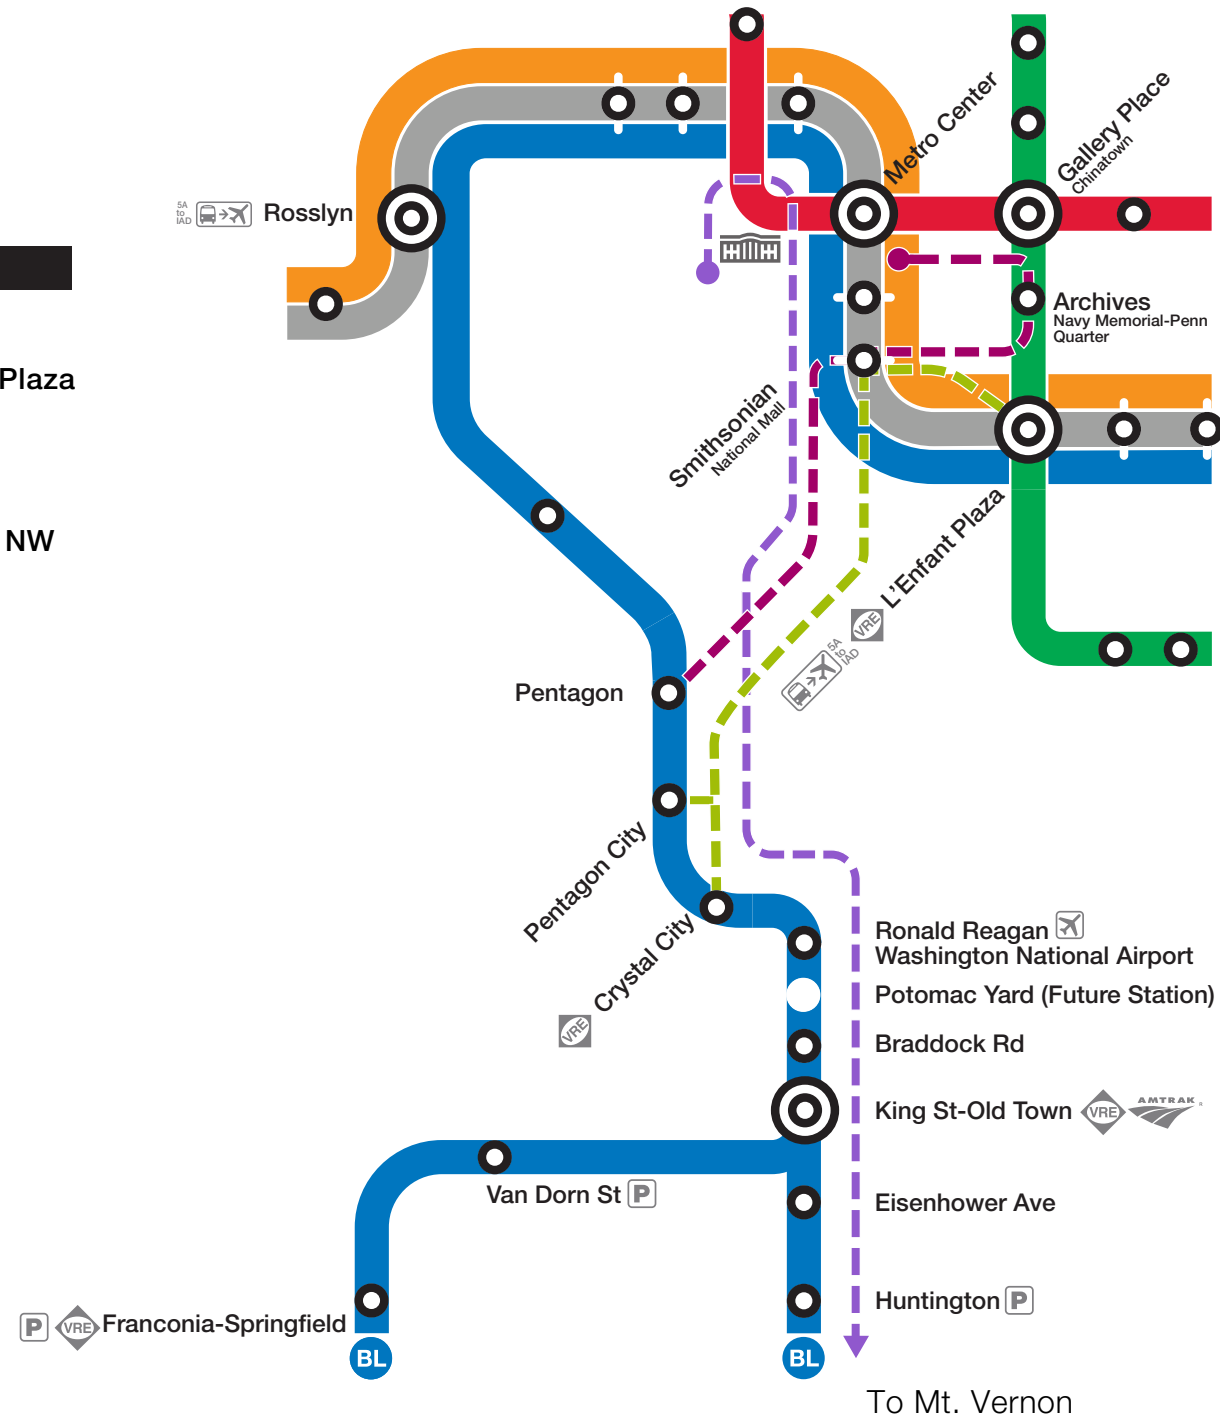 Metro Center
Gallery Place
Chinatown
5A
to
IAD
Rosslyn
Archives
Navy Memorial-Penn
Quarter
Plaza
Smithsonian
National Mall
NW
L'Enfant Plaza
VRE
5A
to
IAD
Pentagon
Pentagon City
Crystal City
VRE
Ronald Reagan
Washington National Airport
Potomac Yard (Future Station)
Braddock Rd
King St-Old Town VRE AMTRAK
Van Dorn St P
Eisenhower Ave
Huntington P
P VRE Franconia-Springfield
BL
BL
To Mt. Vernon